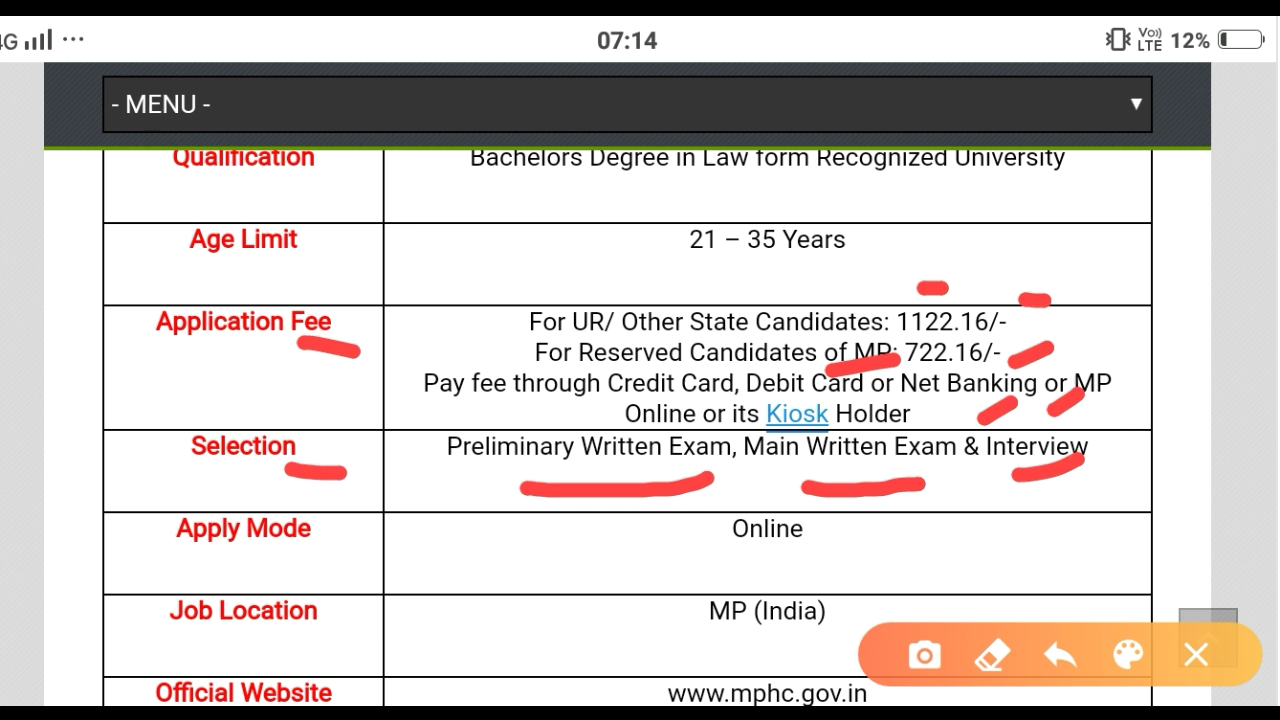 4G
07:14
Vo)) LTE 12%
- MENU -
Qualification
Bachelors Degree in Law form Recognized University
Age Limit
21 – 35 Years
Application Fee
For UR/ Other State Candidates: 1122.16/-
For Reserved Candidates of MP: 722.16/-
Pay fee through Credit Card, Debit Card or Net Banking or MP
Online or its Kiosk Holder
Selection
Preliminary Written Exam, Main Written Exam & Interview
Apply Mode
Online
Job Location
MP (India)
Official Website
www.mphc.gov.in